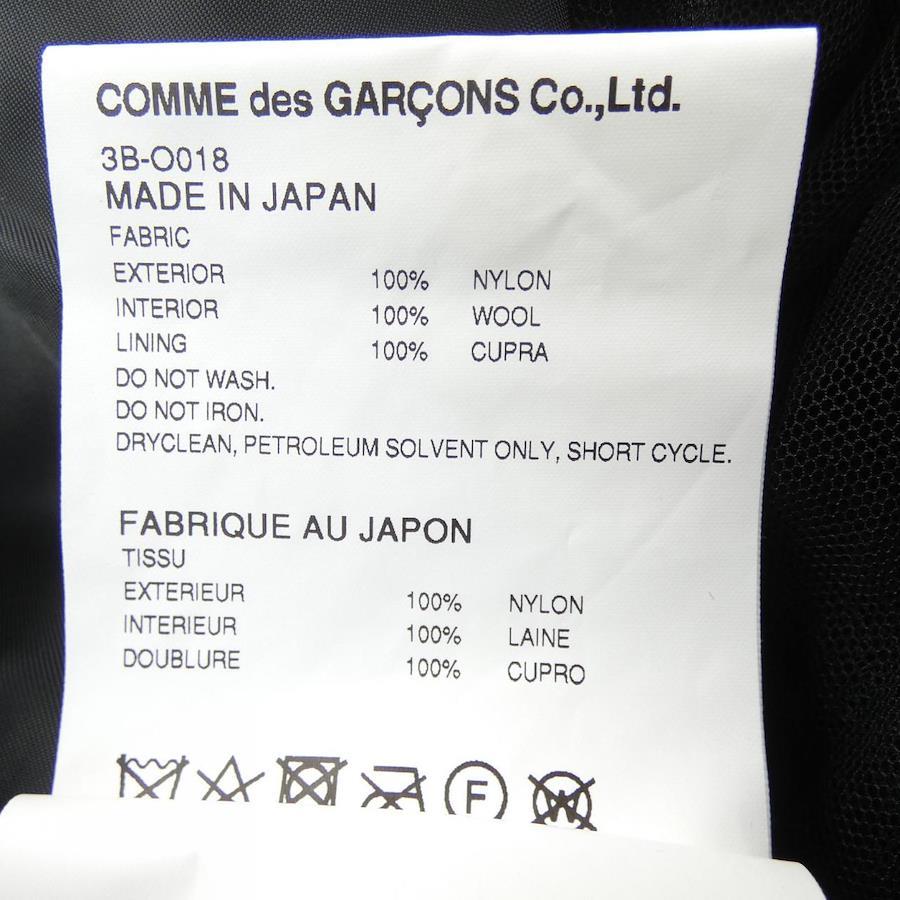 COMME des GARÇONS Co.,Ltd.
3B-O018
MADE IN JAPAN
FABRIC
EXTERIOR 100% NYLON
INTERIOR 100% WOOL
LINING 100% CUPRA
DO NOT WASH.
DO NOT IRON.
DRYCLEAN, PETROLEUM SOLVENT ONLY, SHORT CYCLE.
FABRIQUE AU JAPON
TISSU
EXTERIEUR 100% NYLON
INTERIEUR 100% LAINE
DOUBLURE 100% CUPRO
F W